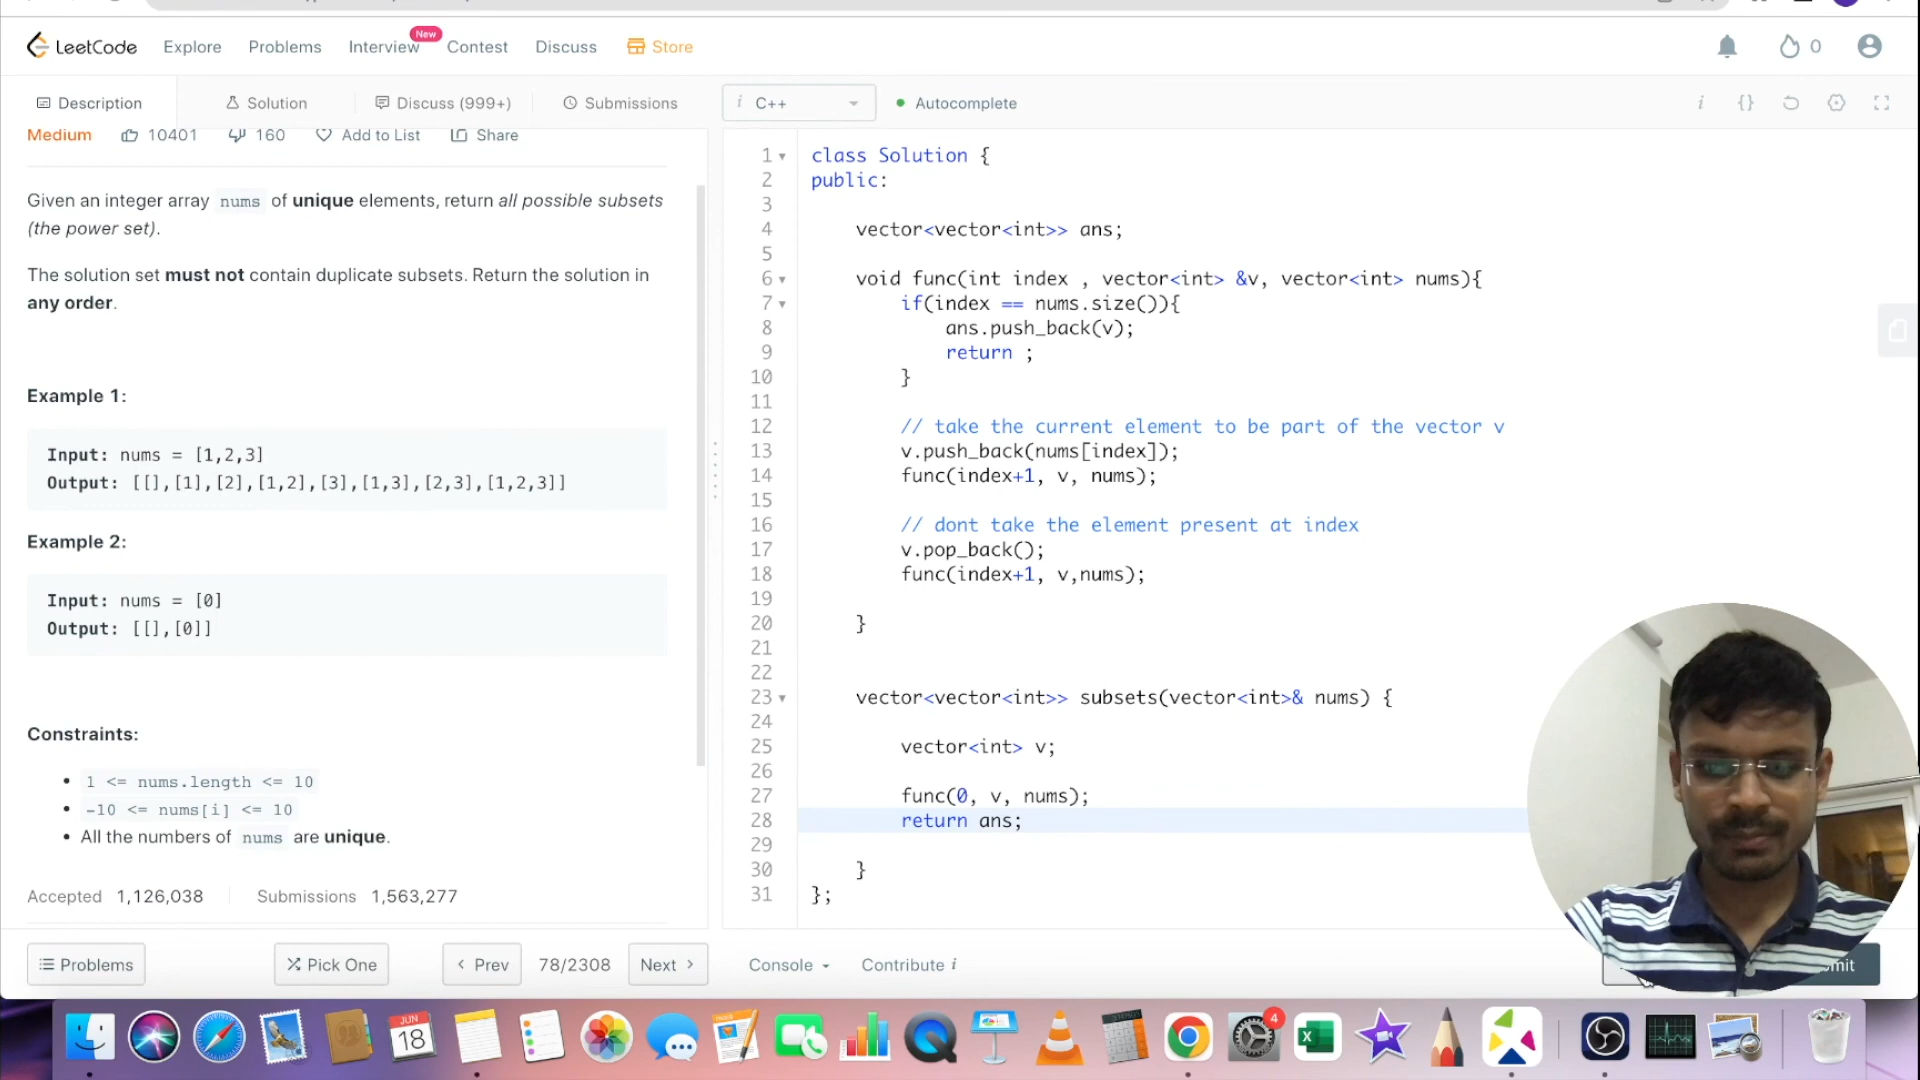 LeetCode Explore Problems Interview New Contest Discuss Store 0
Description Solution Discuss (999+) Submissions i C++ Autocomplete i {}
Medium 10401 160 Add to List Share
Given an integer array nums of unique elements, return all possible subsets
(the power set).
The solution set must not contain duplicate subsets. Return the solution in
any order.
Example 1:
Input: nums = [1,2,3]
Output: [[],[1],[2],[1,2],[3],[1,3],[2,3],[1,2,3]]
Example 2:
Input: nums = [0]
Output: [[],[0]]
Constraints:
1 <= nums.length <= 10
-10 <= nums[i] <= 10
All the numbers of nums are unique.
Accepted 1,126,038 Submissions 1,563,277
Problems Pick One < Prev 78/2308 Next >
1 class Solution {
2 public:
3
4 vector<vector<int>> ans;
5
6 void func(int index , vector<int> &v, vector<int> nums){
7 if(index == nums.size()){
8 ans.push_back(v);
9 return ;
10 }
11
12 // take the current element to be part of the vector v
13 v.push_back(nums[index]);
14 func(index+1, v, nums);
15
16 // dont take the element present at index
17 v.pop_back();
18 func(index+1, v,nums);
19
20 }
21
22
23 vector<vector<int>> subsets(vector<int>& nums) {
24
25 vector<int> v;
26
27 func(0, v, nums);
28 return ans;
29
30 }
31 };
Console Contribute i
JUN
18
4